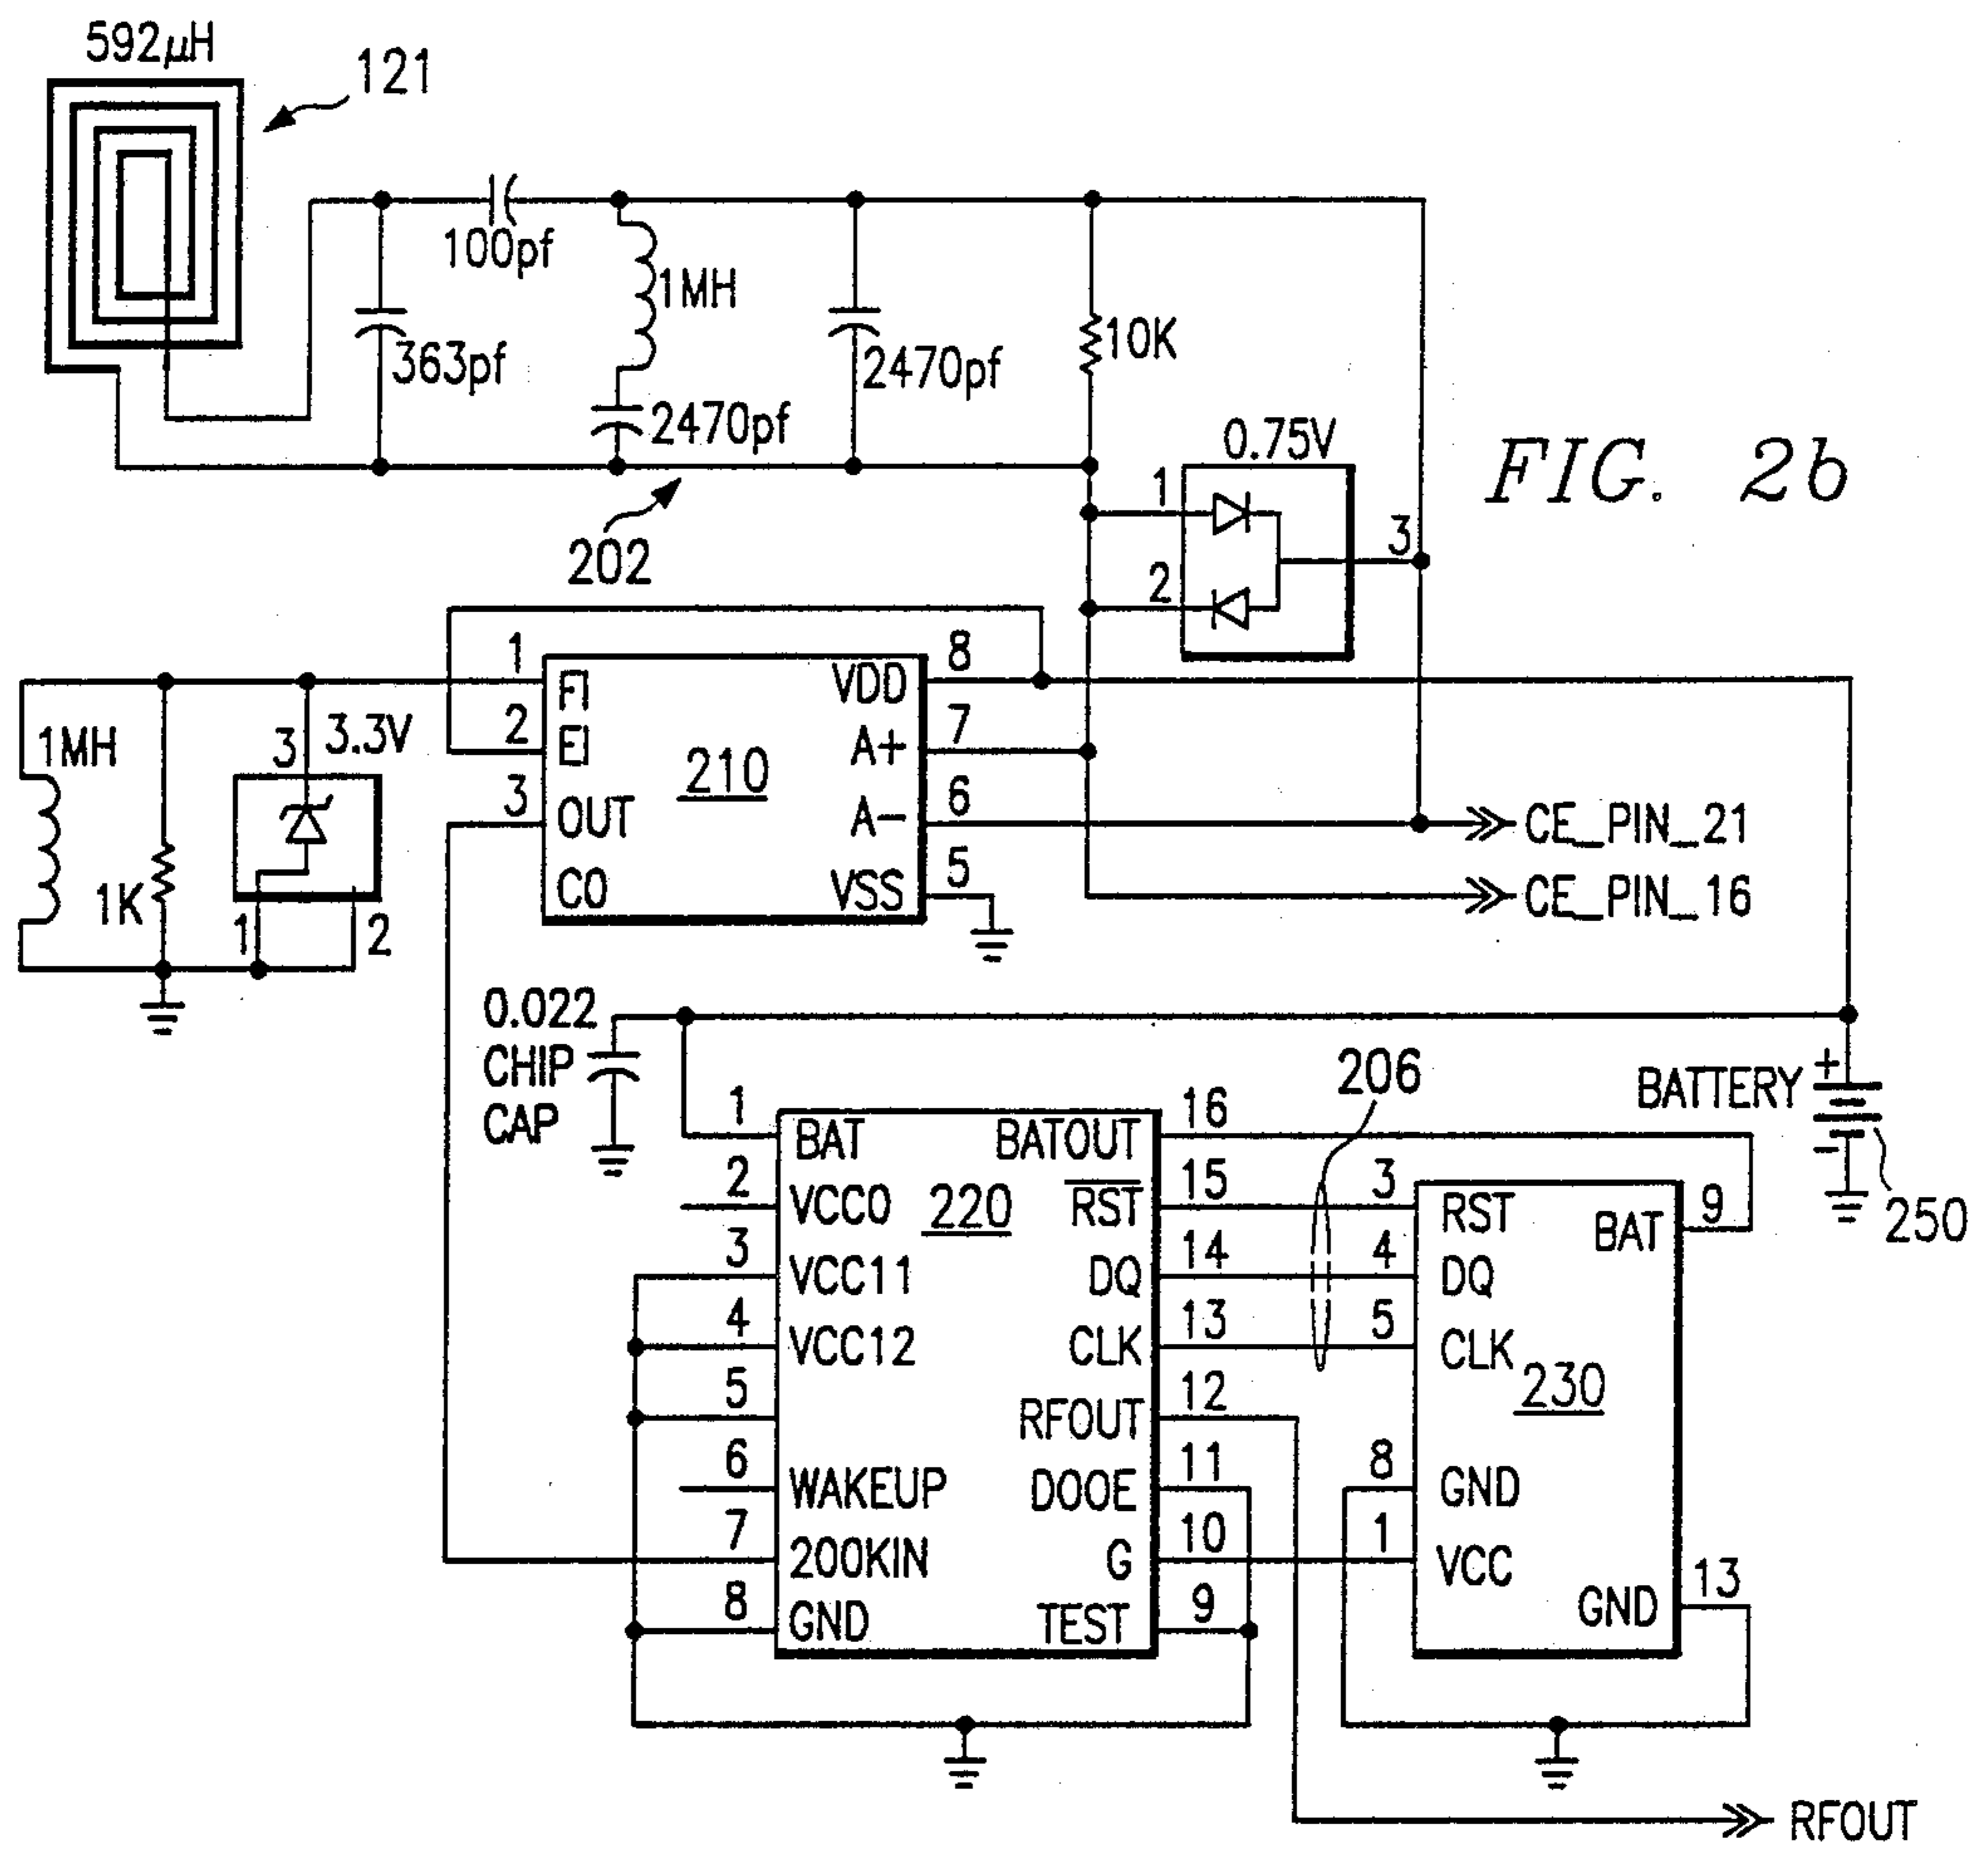 592μH
121
100pf
1MH
363pf
2470pf
2470pf
10K
0.75V
FIG. 2b
1
3
2
202
1
8
FI
VDD
2
3
3.3V
7
1MH
EI
210
A+
3
6
OUT
A-
CE_PIN_21
5
1K
CO
VSS
CE_PIN_16
1
2
0.022
CHIP
CAP
206
BATTERY
+
-
250
1
16
BAT
BATOUT
2
15
3
9
VCC0
220
RST
RST
BAT
3
14
4
VCC11
DQ
DQ
4
13
5
VCC12
CLK
CLK
230
5
12
RFOUT
6
11
8
WAKEUP
DOOE
GND
7
10
1
200KIN
G
VCC
13
8
9
GND
TEST
GND
RFOUT